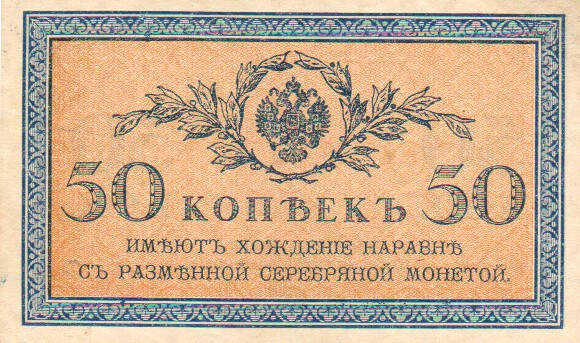 50 КОПѢЕКЪ 50
ИМѢЮТЪ ХОЖДЕНІЕ НАРАВНѢ
СЪ РАЗМѢННОЙ СЕРЕБРЯНОЙ МОНЕТОЙ.